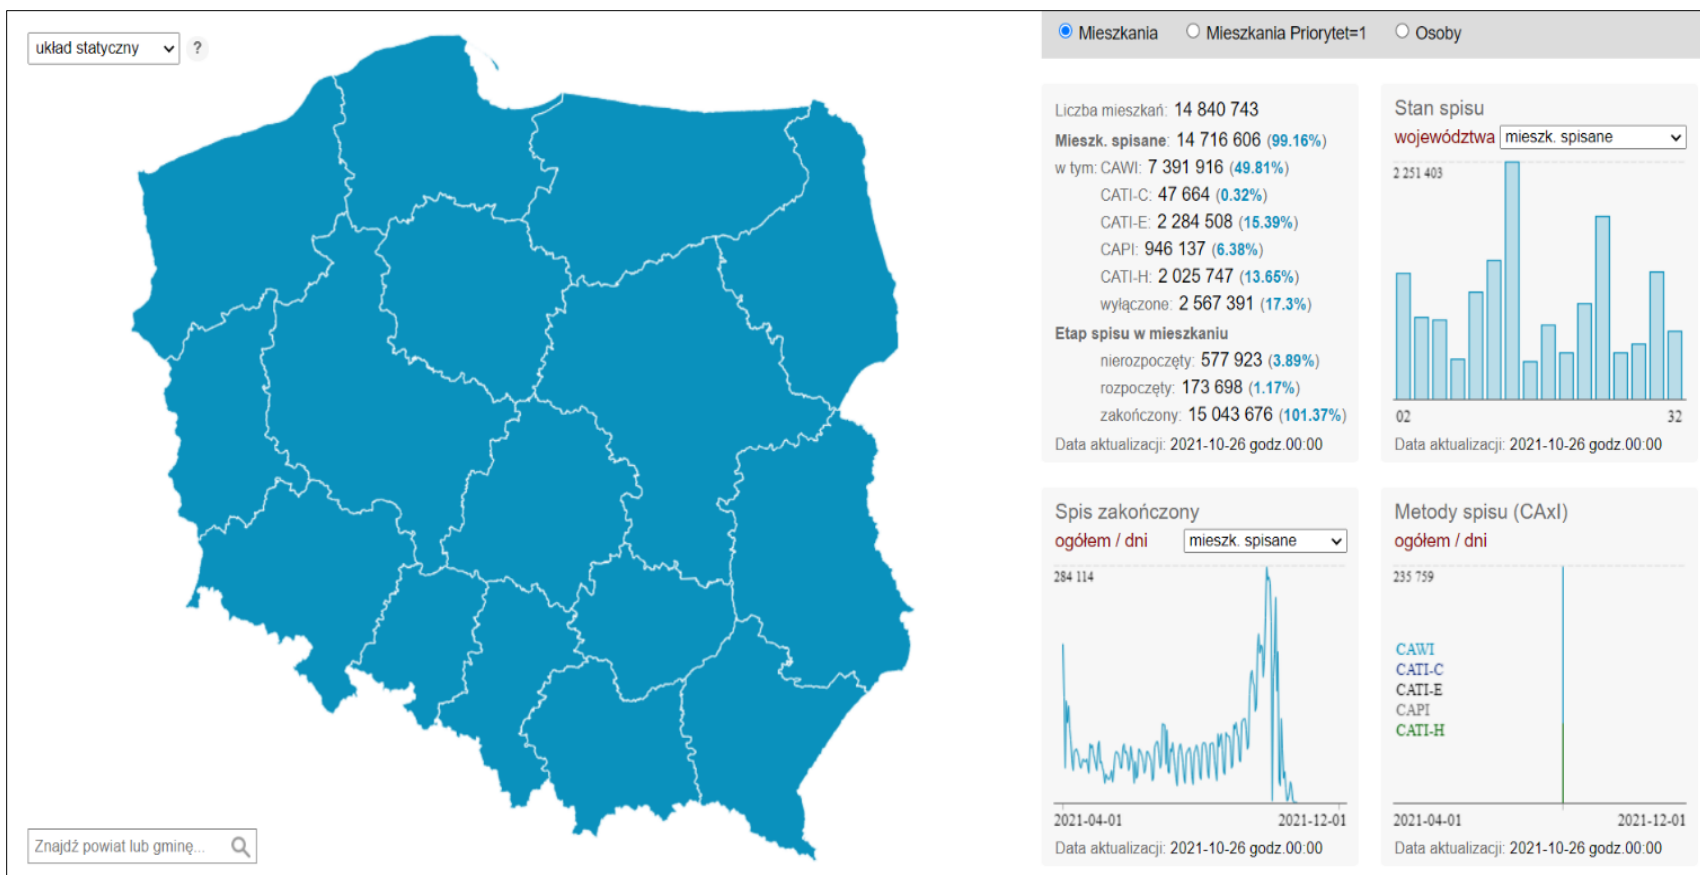 układ statyczny
?
Mieszkania
Mieszkania Priorytet=1
Osoby
Liczba mieszkań: 14 840 743
Mieszk. spisane: 14 716 606 (99.16%)
w tym: CAWI: 7 391 916 (49.81%)
CATI-C: 47 664 (0.32%)
CATI-E: 2 284 508 (15.39%)
CAPI: 946 137 (6.38%)
CATI-H: 2 025 747 (13.65%)
wyłączone: 2 567 391 (17.3%)
Etap spisu w mieszkaniu
nierozpoczęty: 577 923 (3.89%)
rozpoczęty: 173 698 (1.17%)
zakończony: 15 043 676 (101.37%)
Data aktualizacji: 2021-10-26 godz.00:00
Stan spisu
województwa mieszk. spisane
2 251 403
02 32
Data aktualizacji: 2021-10-26 godz.00:00
Spis zakończony
ogółem / dni mieszk. spisane
284 114
2021-04-01 2021-12-01
Data aktualizacji: 2021-10-26 godz.00:00
Metody spisu (CAxI)
ogółem / dni
235 759
CAWI
CATI-C
CATI-E
CAPI
CATI-H
2021-04-01 2021-12-01
Data aktualizacji: 2021-10-26 godz.00:00
Znajdź powiat lub gminę...